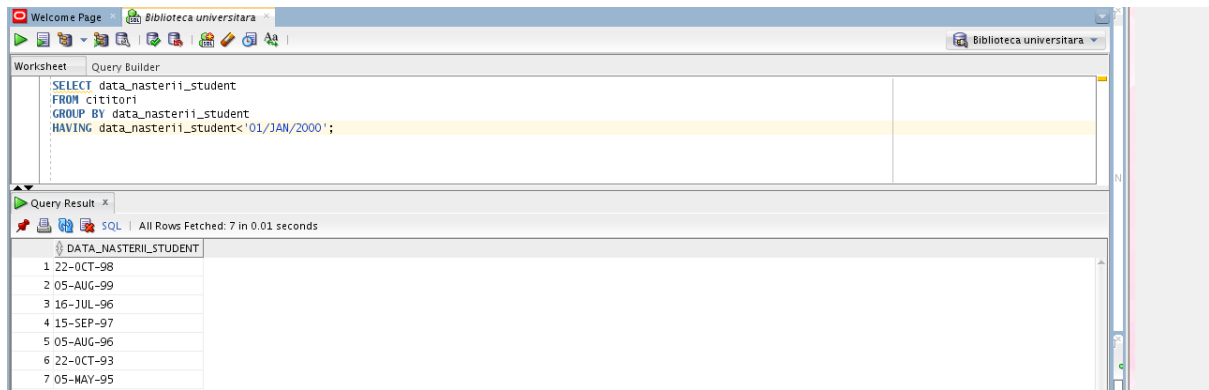 Welcome Page Biblioteca universitara
Biblioteca universitara
Worksheet Query Builder
SELECT data_nasterii_student
FROM cititori
GROUP BY data_nasterii_student
HAVING data_nasterii_student<'01/JAN/2000';
Query Result
SQL | All Rows Fetched: 7 in 0.01 seconds
DATA_NASTERII_STUDENT
1 22-OCT-98
2 05-AUG-99
3 16-JUL-96
4 15-SEP-97
5 05-AUG-96
6 22-OCT-93
7 05-MAY-95
N